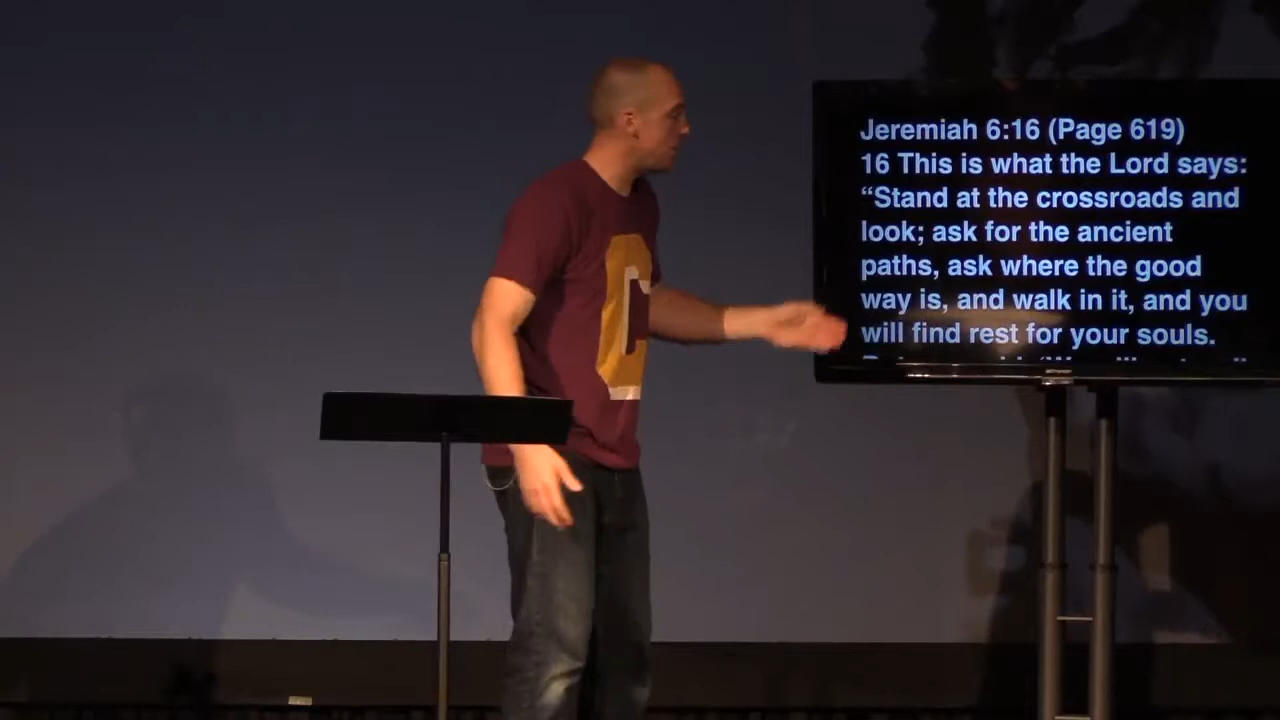 Jeremiah 6:16 (Page 619)
16 This is what the Lord says:
“Stand at the crossroads and
look; ask for the ancient
paths, ask where the good
way is, and walk in it, and you
will find rest for your souls.
C